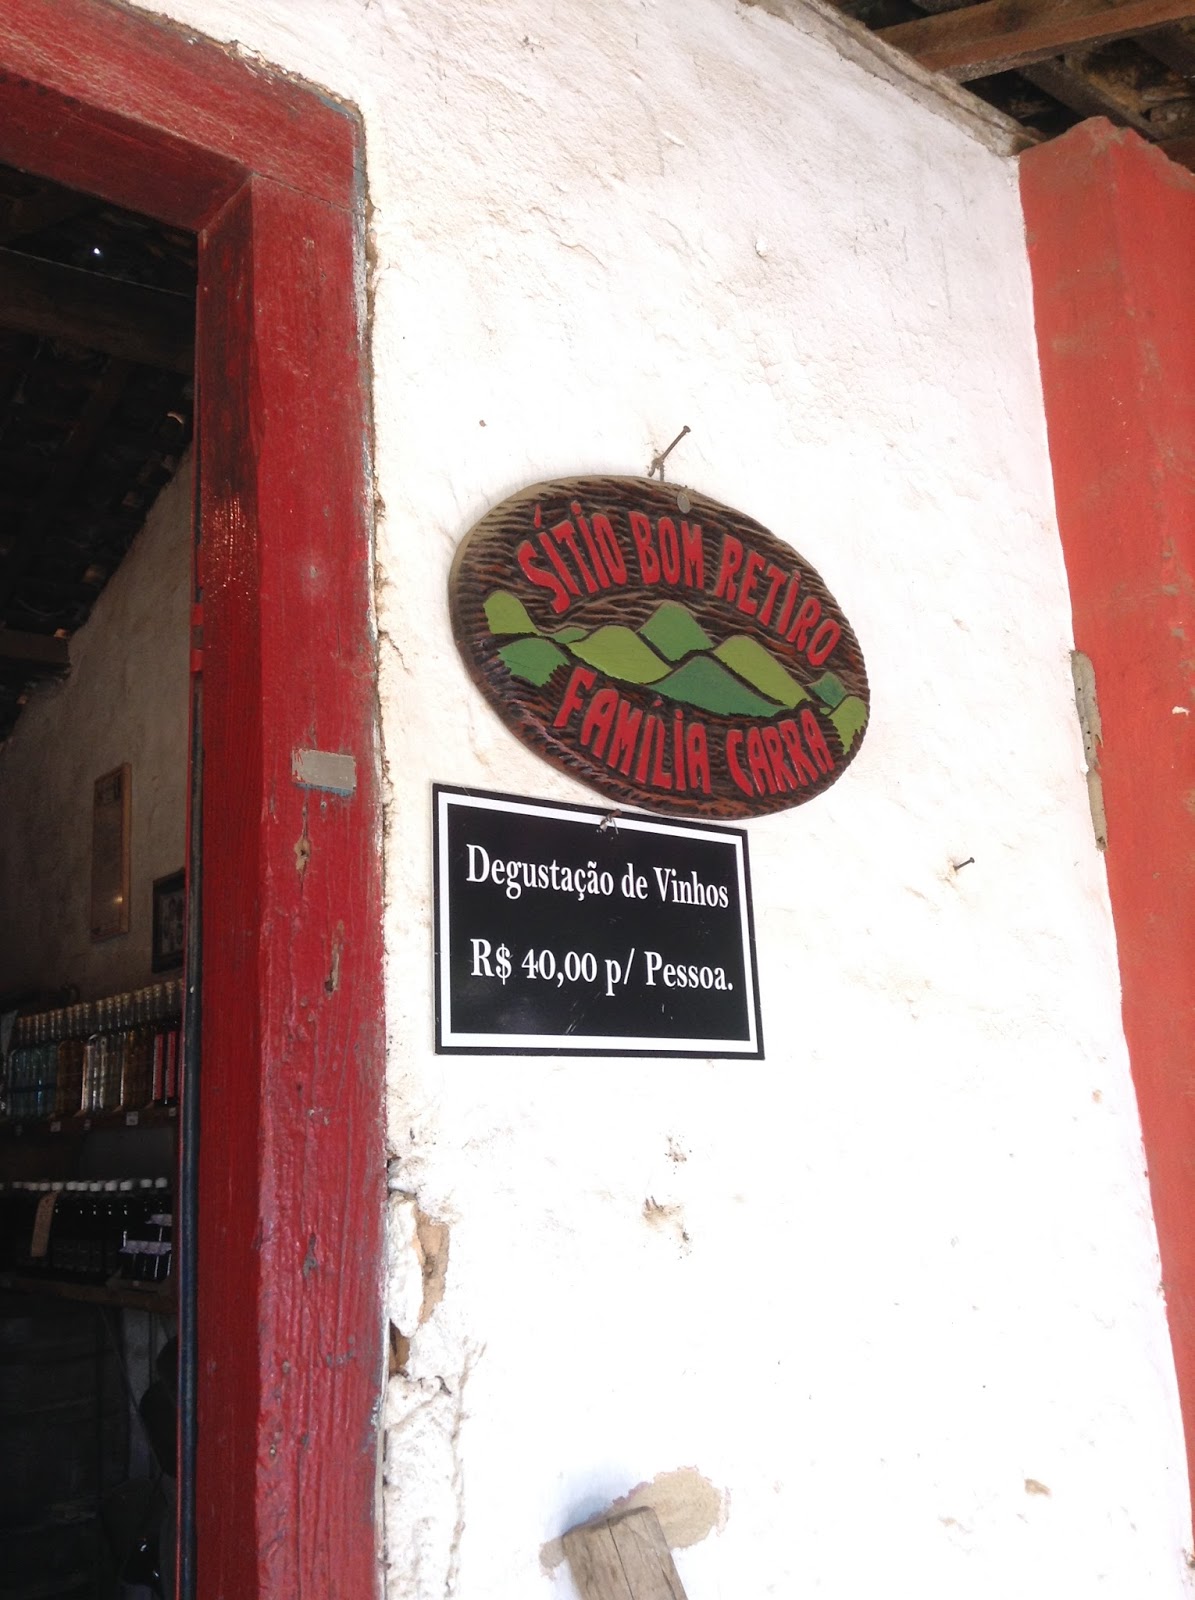 SÍTIO BOM RETIRO
FAMÍLIA CARRA
Degustação de Vinhos
R$ 40,00 p/ Pessoa.